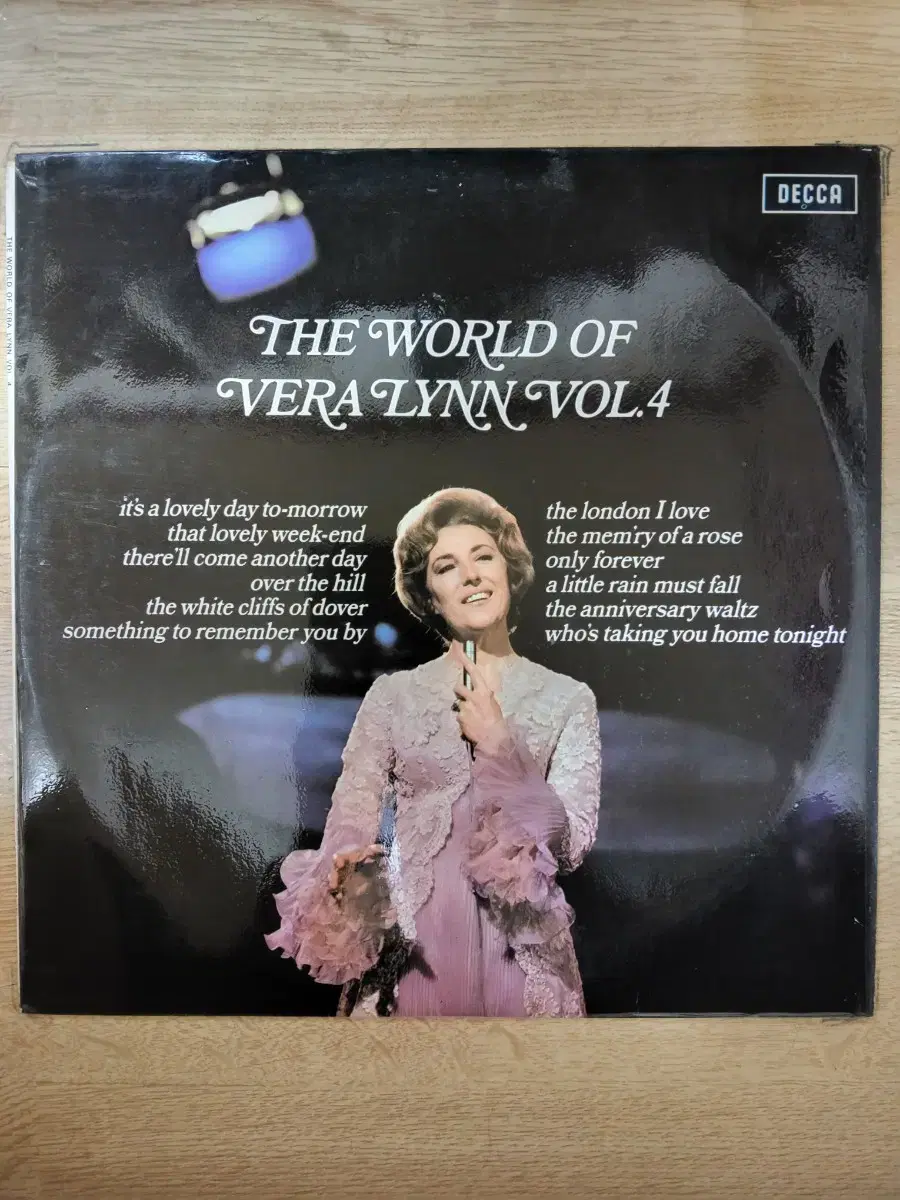 DECCA
THE WORLD OF VERA LYNN VOL. 4
THE WORLD OF
VERA LYNN VOL.4
it's a lovely day to-morrow
that lovely week-end
there'll come another day
over the hill
the white cliffs of dover
something to remember you by
the london I love
the mem'ry of a rose
only forever
a little rain must fall
the anniversary waltz
who's taking you home tonight